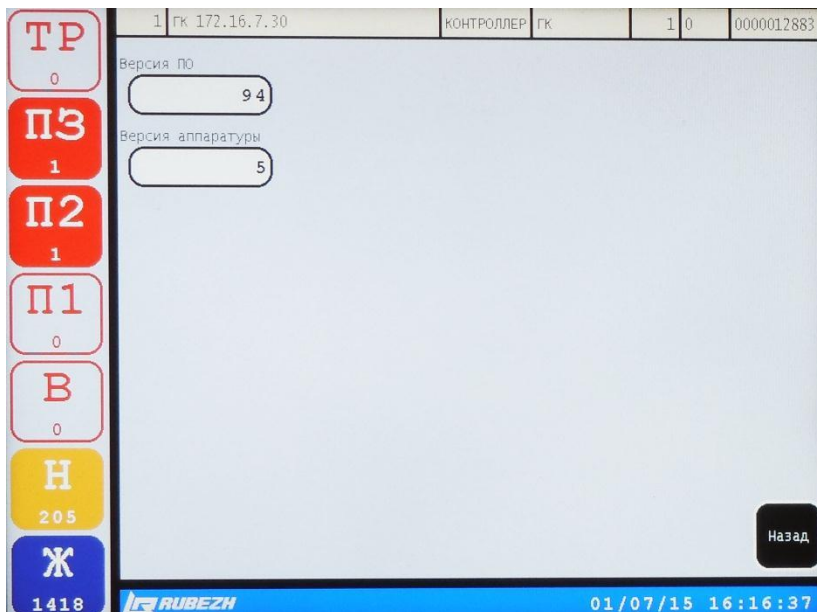 1 ГК 172.16.7.30 КОНТРОЛЛЕР ГК 1 0 0000012883
ТР
0
Версия ПО
94
ПЗ
1
Версия аппаратуры
5
П2
1
П1
0
В
0
Н
205
Назад
Ж
1418
RUBEZH 01/07/15 16:16:37